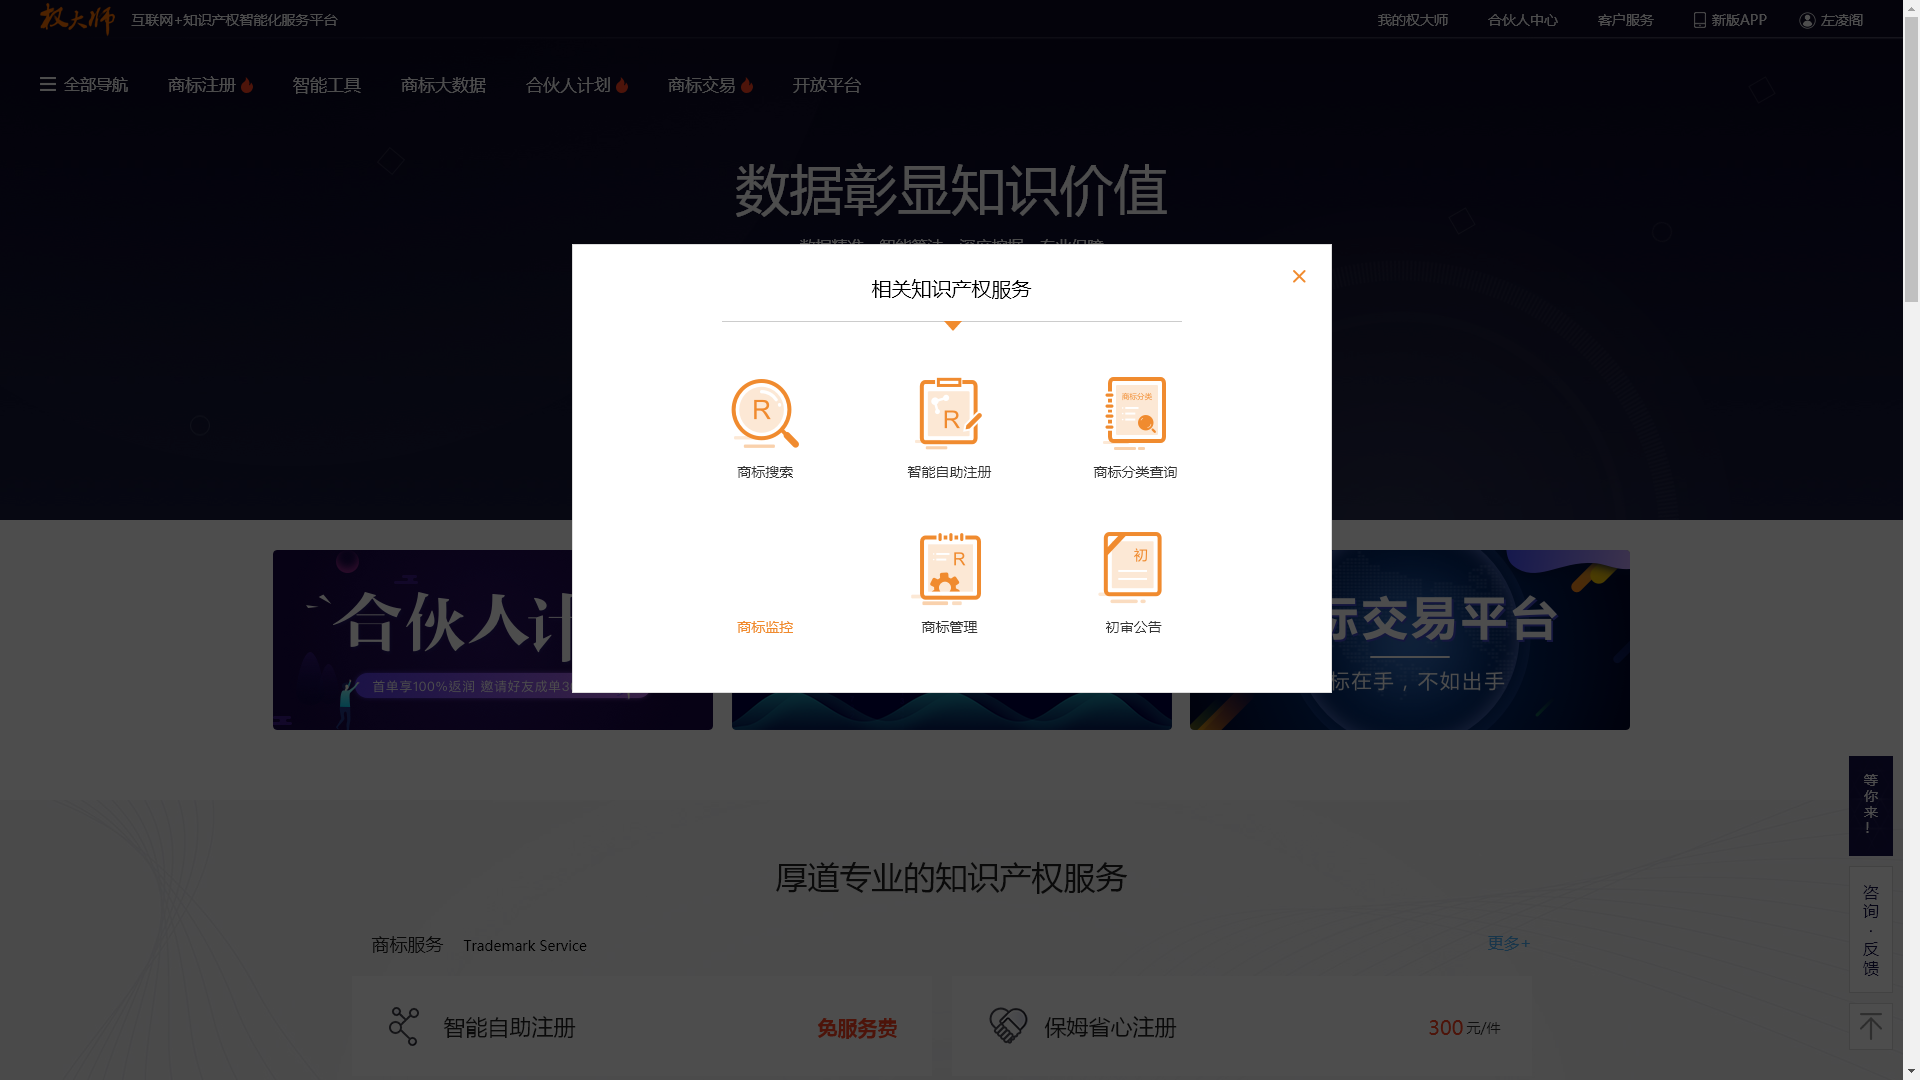 权大师 互联网+知识产权智能化服务平台 我的权大师 合伙人中心 客户服务 新版APP 左凌阁
全部导航 商标注册 智能工具 商标大数据 合伙人计划 商标交易 开放平台
数据彰显知识价值
相关知识产权服务
R
R
商标分类
商标搜索 智能自助注册 商标分类查询
R
初
商标监控 商标管理 初审公告
合伙人计
首单享100%返润 邀请好友成单3
标交易平台
标在手，不如出手
等你来!
咨询·反馈
厚道专业的知识产权服务
商标服务 Trademark Service 更多+
智能自助注册 免服务费 保姆省心注册 300元/件